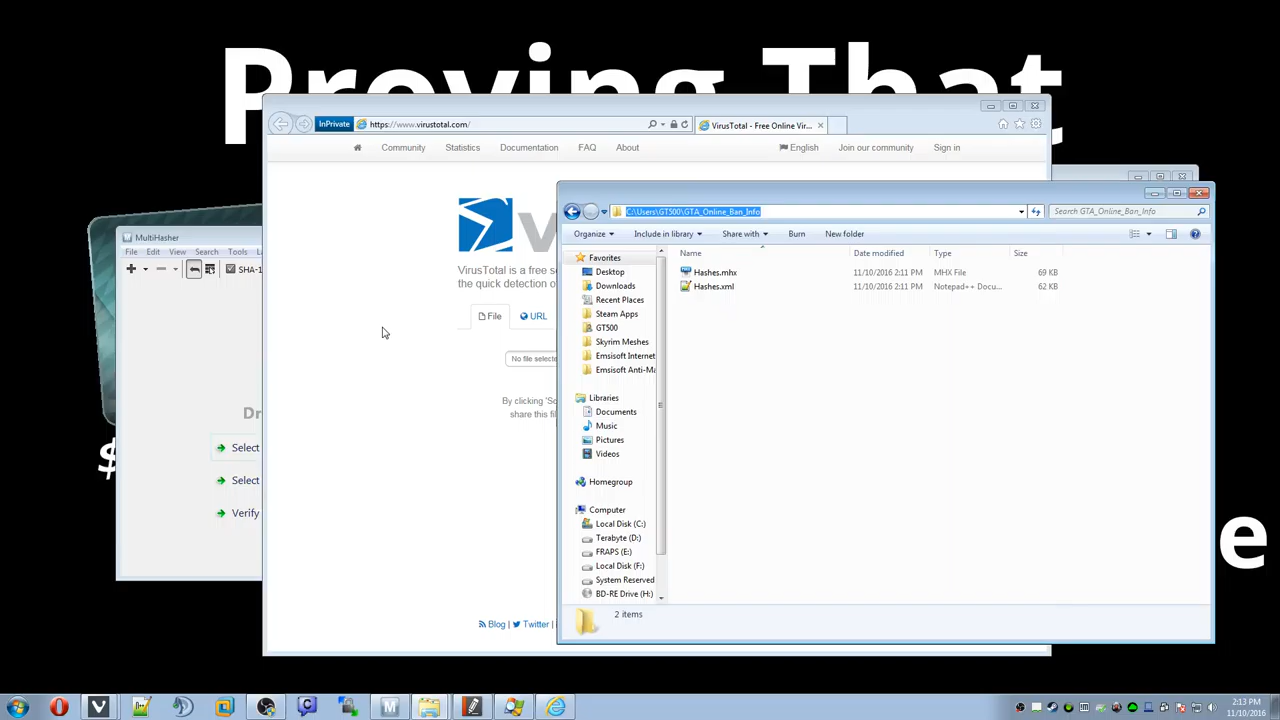 Proving That
InPrivate
https://www.virustotal.com/
VirusTotal - Free Online Vir...
Community
Statistics
Documentation
FAQ
About
English
Join our community
Sign in
VirusTotal is a free s
the quick detection o
File
URL
No file selecte
By clicking 'Sc
share this fil
Blog | Twitter |
MultiHasher
File
Edit
View
Search
Tools
SHA-1
Dr
Select
Select
Verify
$
C:\Users\GT500\GTA_Online_Ban_Info
Search GTA_Online_Ban_Info
Organize
Include in library
Share with
Burn
New folder
Name
Date modified
Type
Size
Hashes.mhx
11/10/2016 2:11 PM
MHX File
69 KB
Hashes.xml
11/10/2016 2:11 PM
Notepad++ Docu...
62 KB
Favorites
Desktop
Downloads
Recent Places
Steam Apps
GT500
Skyrim Meshes
Emsisoft Internet
Emsisoft Anti-Ma
Libraries
Documents
Music
Pictures
Videos
Homegroup
Computer
Local Disk (C:)
Terabyte (D:)
FRAPS (E:)
Local Disk (F:)
System Reserved
BD-RE Drive (H:)
2 items
e
2:13 PM
11/10/2016